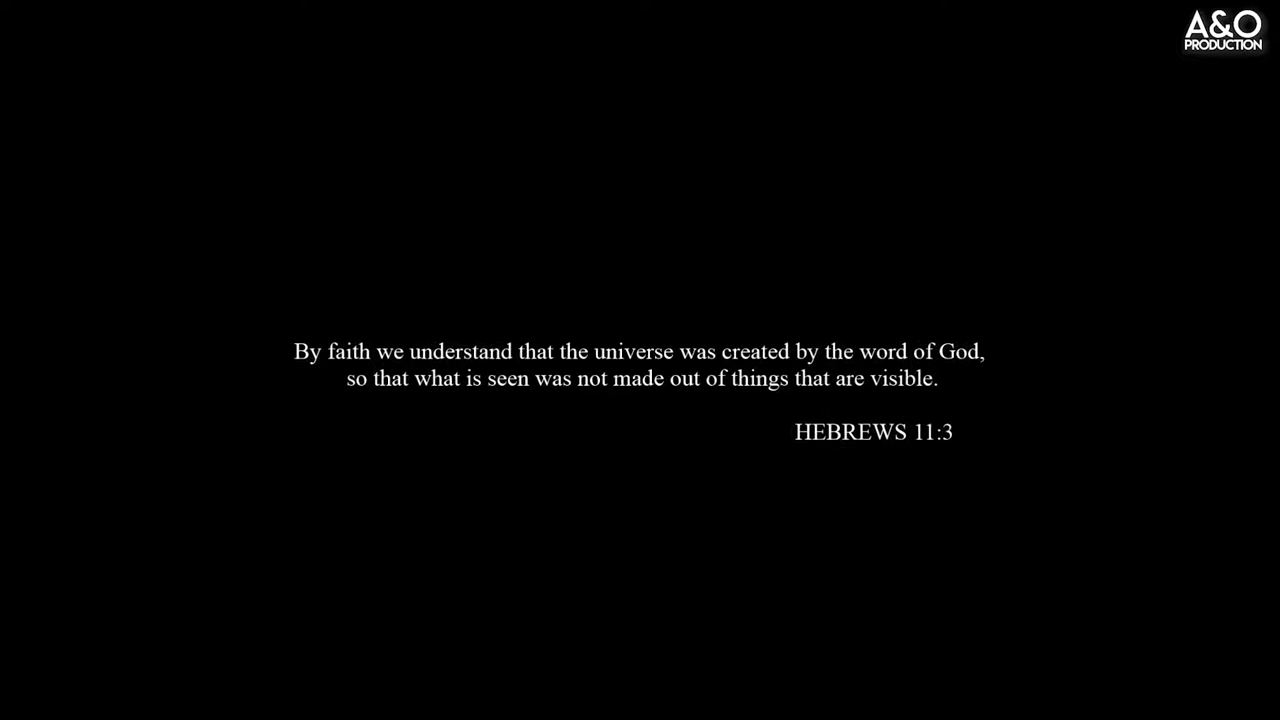 A&O
PRODUCTION
By faith we understand that the universe was created by the word of God,
so that what is seen was not made out of things that are visible.
HEBREWS 11:3